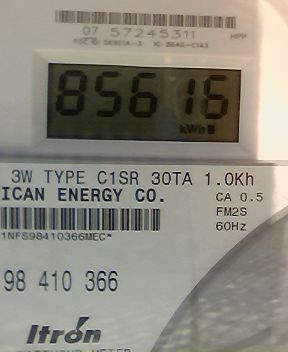 07 57245311
HPP
85616
kWh
3W TYPE C1SR 30TA 1.0Kh
ICAN ENERGY CO.
CA 0.5
FM2S
60Hz
1NFS98410366MEC*
98 410 366
Itron